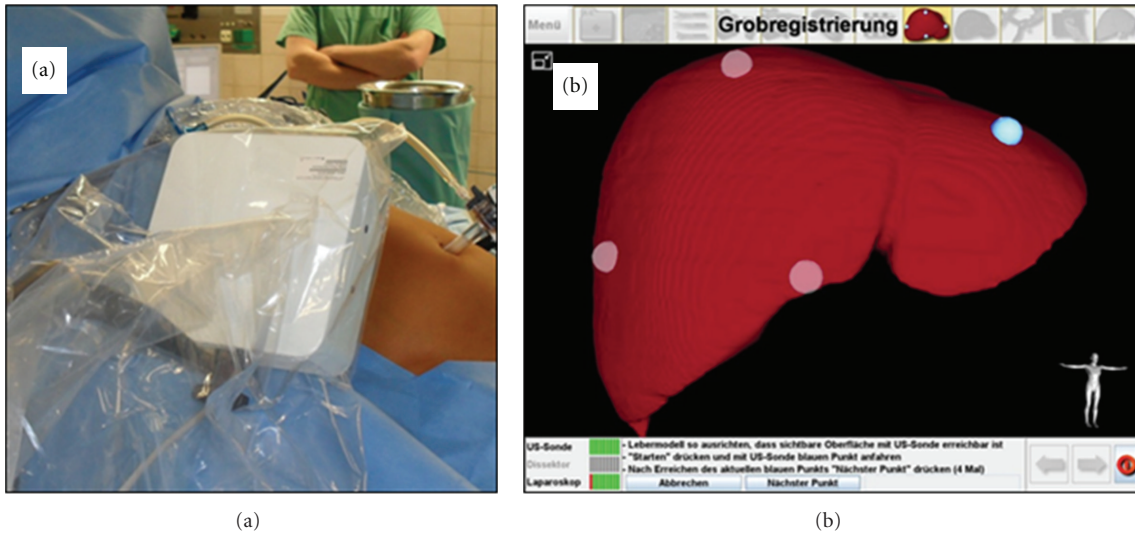 (a)
Menü
Grobregistrierung
(b)
US-Sonde
- Lebermodell so ausrichten, dass sichtbare Oberfläche mit US-Sonde erreichbar ist
- "Starten" drücken und mit US-Sonde blauen Punkt anfahren
Dissektor
- Nach Erreichen des aktuellen blauen Punkts "Nächster Punkt" drücken (4 Mal)
Laparoskop
Abbrechen
Nächster Punkt
(a)
(b)